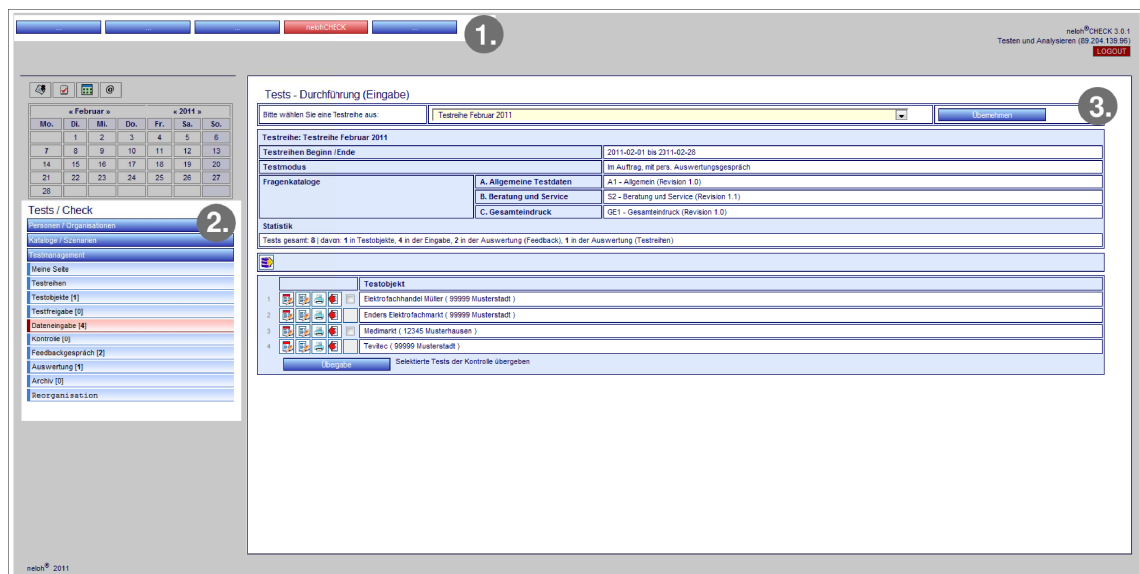 ... ... ... nelohCHECK ...
1.
neloh®CHECK 3.0.1
Testen und Analysieren (89.204.139.96)
LOGOUT
@
« Februar » « 2011 »
Mo. Di. Mi. Do. Fr. Sa. So.
1 2 3 4 5 6
7 8 9 10 11 12 13
14 15 16 17 18 19 20
21 22 23 24 25 26 27
28
Tests / Check
2.
Personen / Organisationen
Kataloge / Szenarien
Testmanagement
Meine Seite
Testreihen
Testobjekte [1]
Testfreigabe [0]
Dateneingabe [4]
Kontrolle [0]
Feedbackgespräch [2]
Auswertung [1]
Archiv [0]
Reorganisation
Tests - Durchführung (Eingabe)
3.
Bitte wählen Sie eine Testreihe aus: Testreihe Februar 2011 Übernehmen
Testreihe: Testreihe Februar 2011
Testreihen Beginn /Ende 2011-02-01 bis 2011-02-28
Testmodus Im Auftrag, mit pers. Auswertungsgespräch
Fragenkataloge A. Allgemeine Testdaten A1 - Allgemein (Revision 1.0)
B. Beratung und Service S2 - Beratung und Service (Revision 1.1)
C. Gesamteindruck GE1 - Gesamteindruck (Revision 1.0)
Statistik
Tests gesamt: 8 | davon: 1 in Testobjekte, 4 in der Eingabe, 2 in der Auswertung (Feedback), 1 in der Auswertung (Testreihen)
Testobjekt
1 Elektrofachhandel Müller ( 99999 Musterstadt )
2 Enders Elektrofachmarkt ( 99999 Musterstadt )
3 Medimarkt ( 12345 Musterhausen )
4 Tevitec ( 99999 Musterstadt )
Übergabe Selektierte Tests der Kontrolle übergeben
neloh® 2011